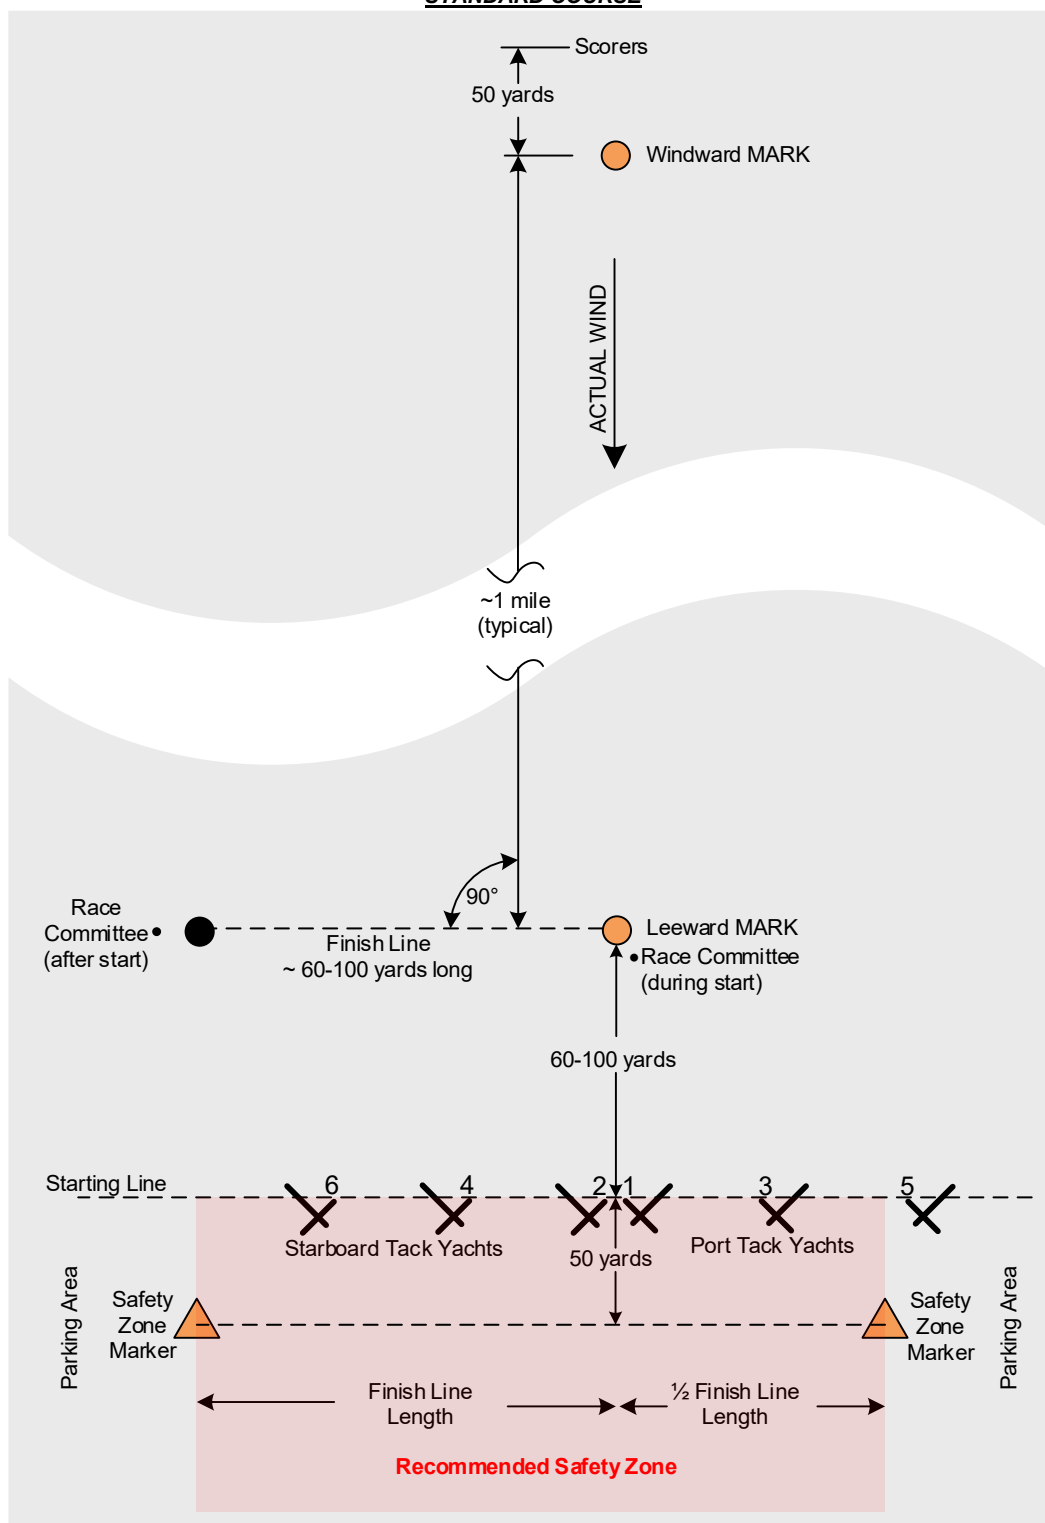 STANDARD COURSE
Scorers
50 yards
Windward MARK
ACTUAL WIND
~1 mile
(typical)
90°
Race
Committee
(after start)
Finish Line
~ 60-100 yards long
Leeward MARK
Race Committee
(during start)
60-100 yards
Starting Line
6 4 2 1 3 5
Starboard Tack Yachts
Port Tack Yachts
50 yards
Parking Area
Safety
Zone
Marker
Safety
Zone
Marker
Parking Area
Finish Line
Length
½ Finish Line
Length
Recommended Safety Zone